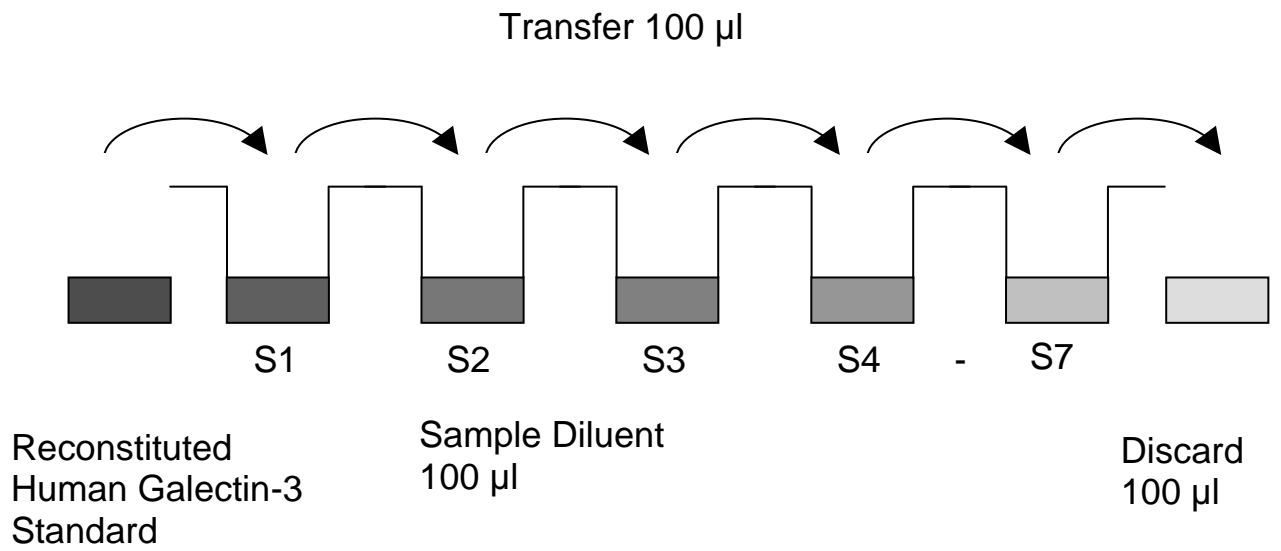 Transfer 100 µl
S1 S2 S3 S4 - S7
Reconstituted
Human Galectin-3
Standard
Sample Diluent
100 µl
Discard
100 µl